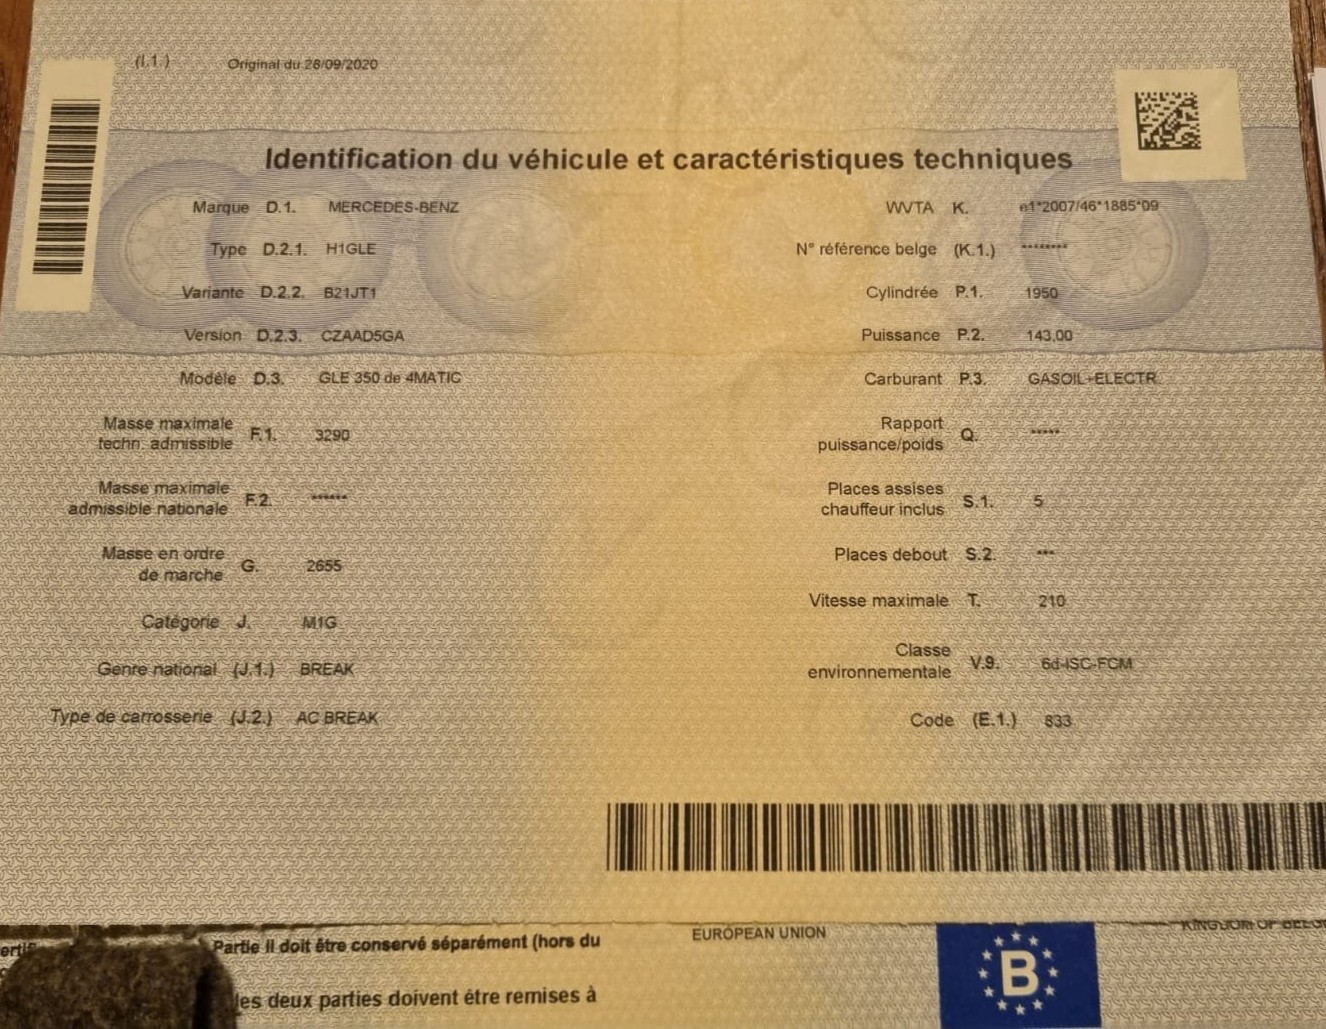 (I.1.) Original du 28/09/2020
Identification du véhicule et caractéristiques techniques
Marque D.1. MERCEDES-BENZ
Type D.2.1. H1GLE
Variante D.2.2. B21JT1
Version D.2.3. CZAAD5GA
Modèle D.3. GLE 350 de 4MATIC
Masse maximale
techn. admissible F.1. 3290
Masse maximale
admissible nationale F.2. ******
Masse en ordre
de marche G. 2655
Catégorie J. M1G
Genre national (J.1.) BREAK
Type de carrosserie (J.2.) AC BREAK
WVTA K. e1*2007/46*1885*09
N° référence belge (K.1.) ********
Cylindrée P.1. 1950
Puissance P.2. 143,00
Carburant P.3. GASOIL+ELECTR.
Rapport
puissance/poids Q. *****
Places assises
chauffeur inclus S.1. 5
Places debout S.2. ***
Vitesse maximale T. 210
Classe
environnementale V.9. 6d-ISC-FCM
Code (E.1.) 833
Partie II doit être conservé séparément (hors du
les deux parties doivent être remises à
EUROPEAN UNION
B
KINGDOM OF